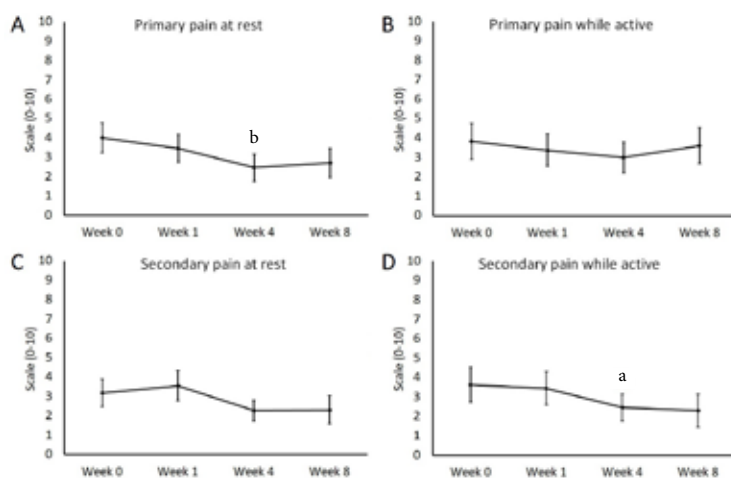 A
Primary pain at rest
10
9
8
7
6
5
4
3
2
1
0
Scale (0-10)
b
Week 0 Week 1 Week 4 Week 8
B
Primary pain while active
10
9
8
7
6
5
4
3
2
1
0
Scale (0-10)
Week 0 Week 1 Week 4 Week 8
C
Secondary pain at rest
10
9
8
7
6
5
4
3
2
1
0
Scale (0-10)
Week 0 Week 1 Week 4 Week 8
D
Secondary pain while active
10
9
8
7
6
5
4
3
2
1
0
Scale (0-10)
a
Week 0 Week 1 Week 4 Week 8